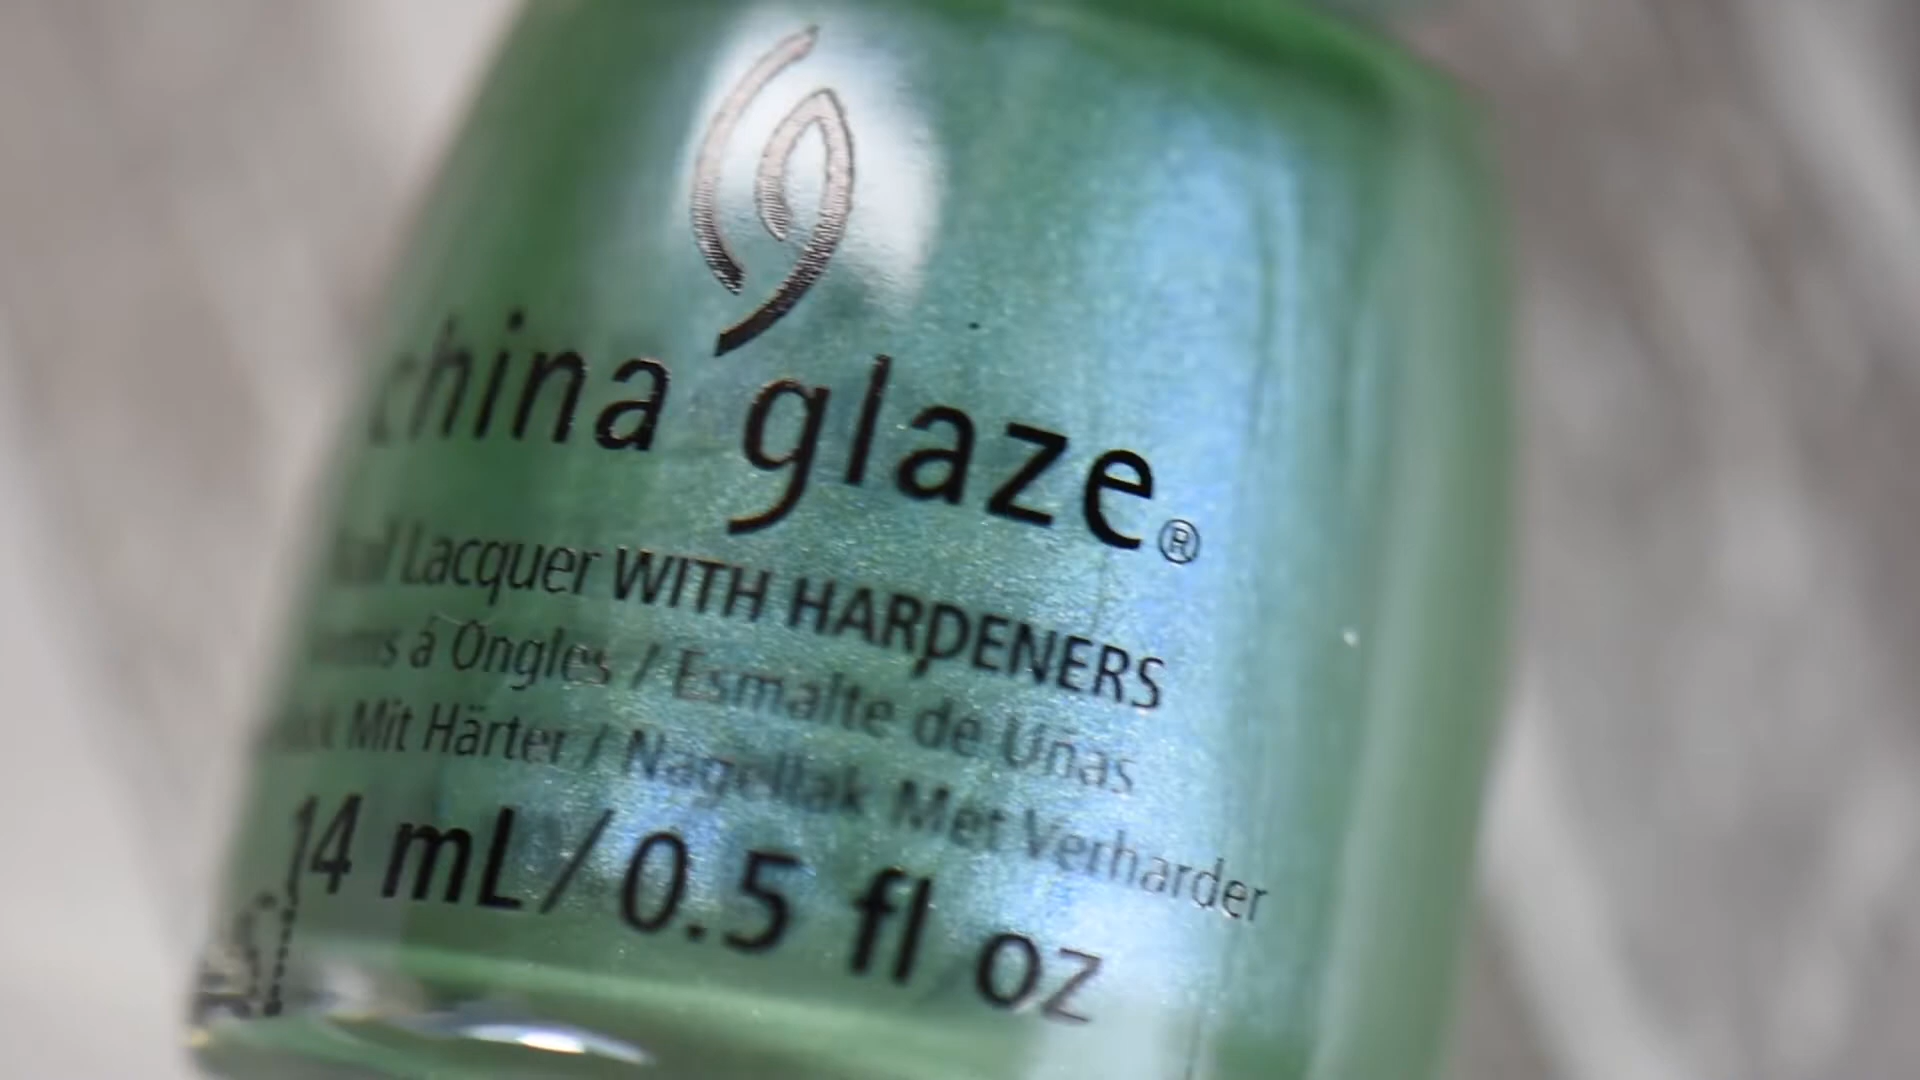 china glaze®
Nail Lacquer WITH HARDENERS
à Ongles / Esmalte de Uñas
Mit Härter / Nagellak Met Verharder
14 mL/0.5 fl oz